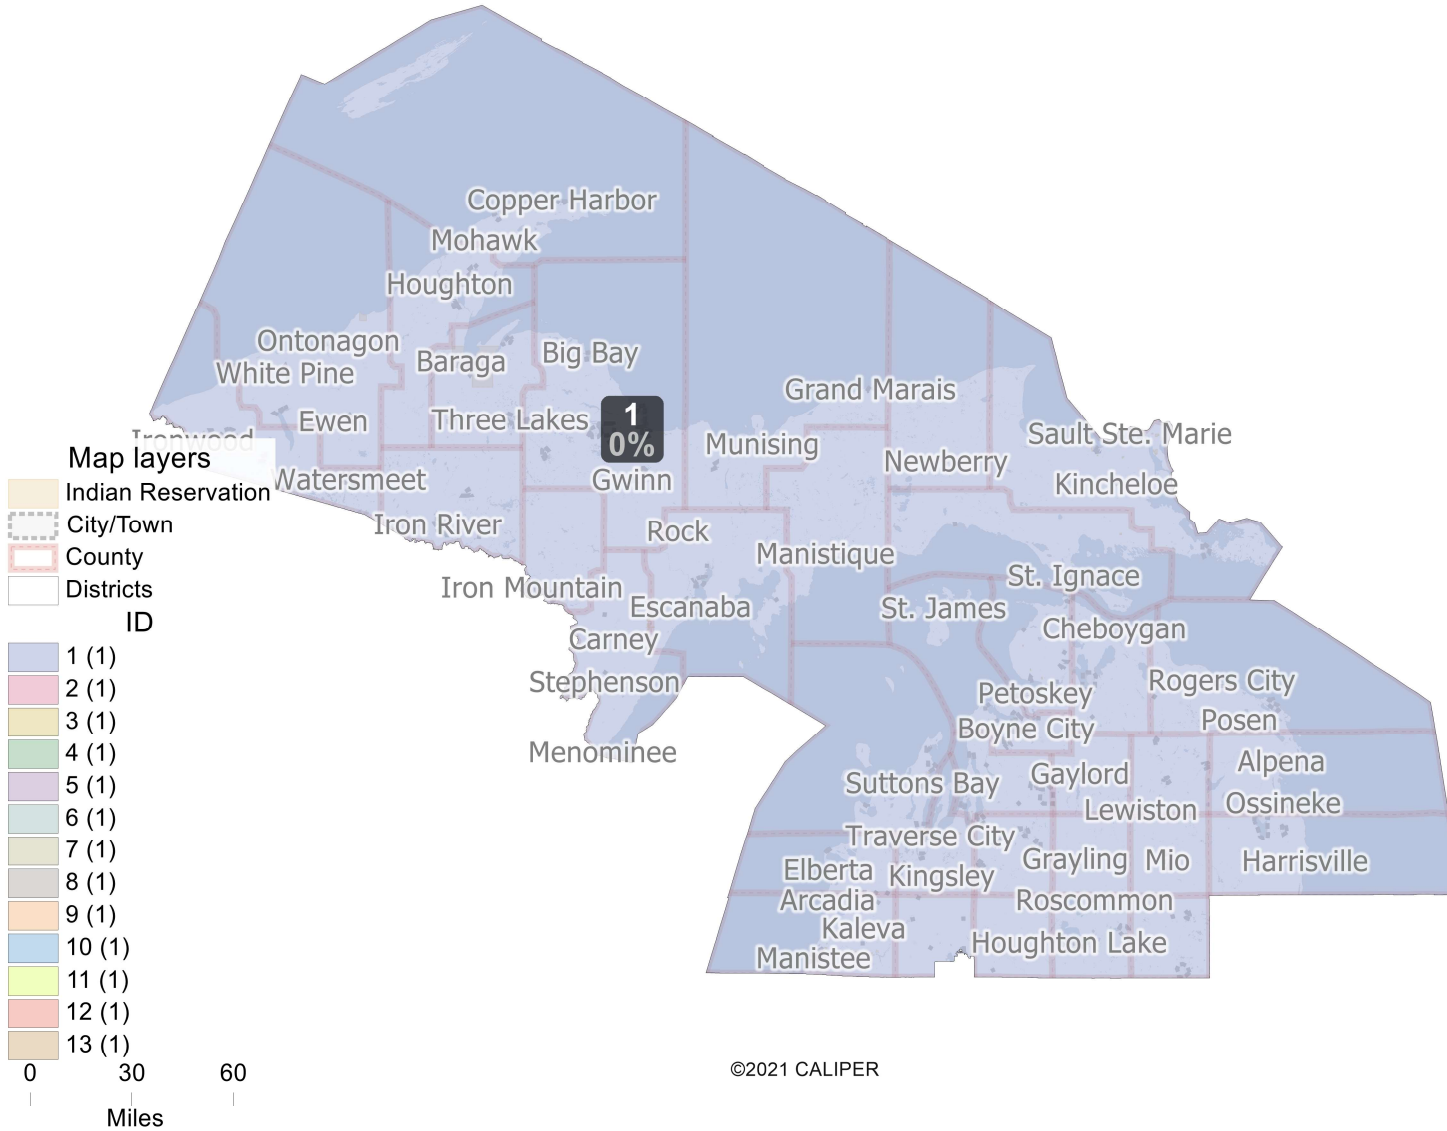 Copper Harbor
Mohawk
Houghton
Ontonagon
White Pine
Baraga
Big Bay
Grand Marais
Ewen
Three Lakes
1
0%
Munising
Sault Ste. Marie
Ironwood
Newberry
Watersmeet
Gwinn
Kincheloe
Iron River
Rock
Manistique
Iron Mountain
St. Ignace
Escanaba
St. James
Carney
Cheboygan
Stephenson
Petoskey
Rogers City
Menominee
Boyne City
Posen
Suttons Bay
Gaylord
Alpena
Lewiston
Ossineke
Traverse City
Elberta
Kingsley
Grayling
Mio
Harrisville
Arcadia
Roscommon
Kaleva
Manistee
Houghton Lake
Map layers
Indian Reservation
City/Town
County
Districts
ID
1 (1)
2 (1)
3 (1)
4 (1)
5 (1)
6 (1)
7 (1)
8 (1)
9 (1)
10 (1)
11 (1)
12 (1)
13 (1)
0 30 60
Miles
©2021 CALIPER